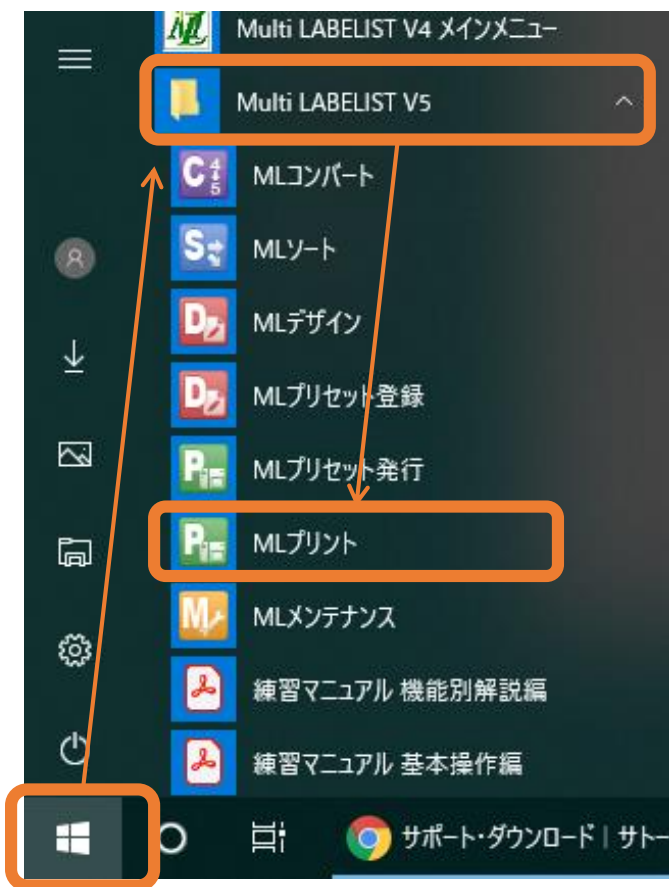 Multi LABELIST V4 メインメニュー
Multi LABELIST V5
MLコンバート
MLソート
MLデザイン
MLプリセット登録
MLプリセット発行
MLプリント
MLメンテナンス
練習マニュアル 機能別解説編
練習マニュアル 基本操作編
サポート・ダウンロード | サトー